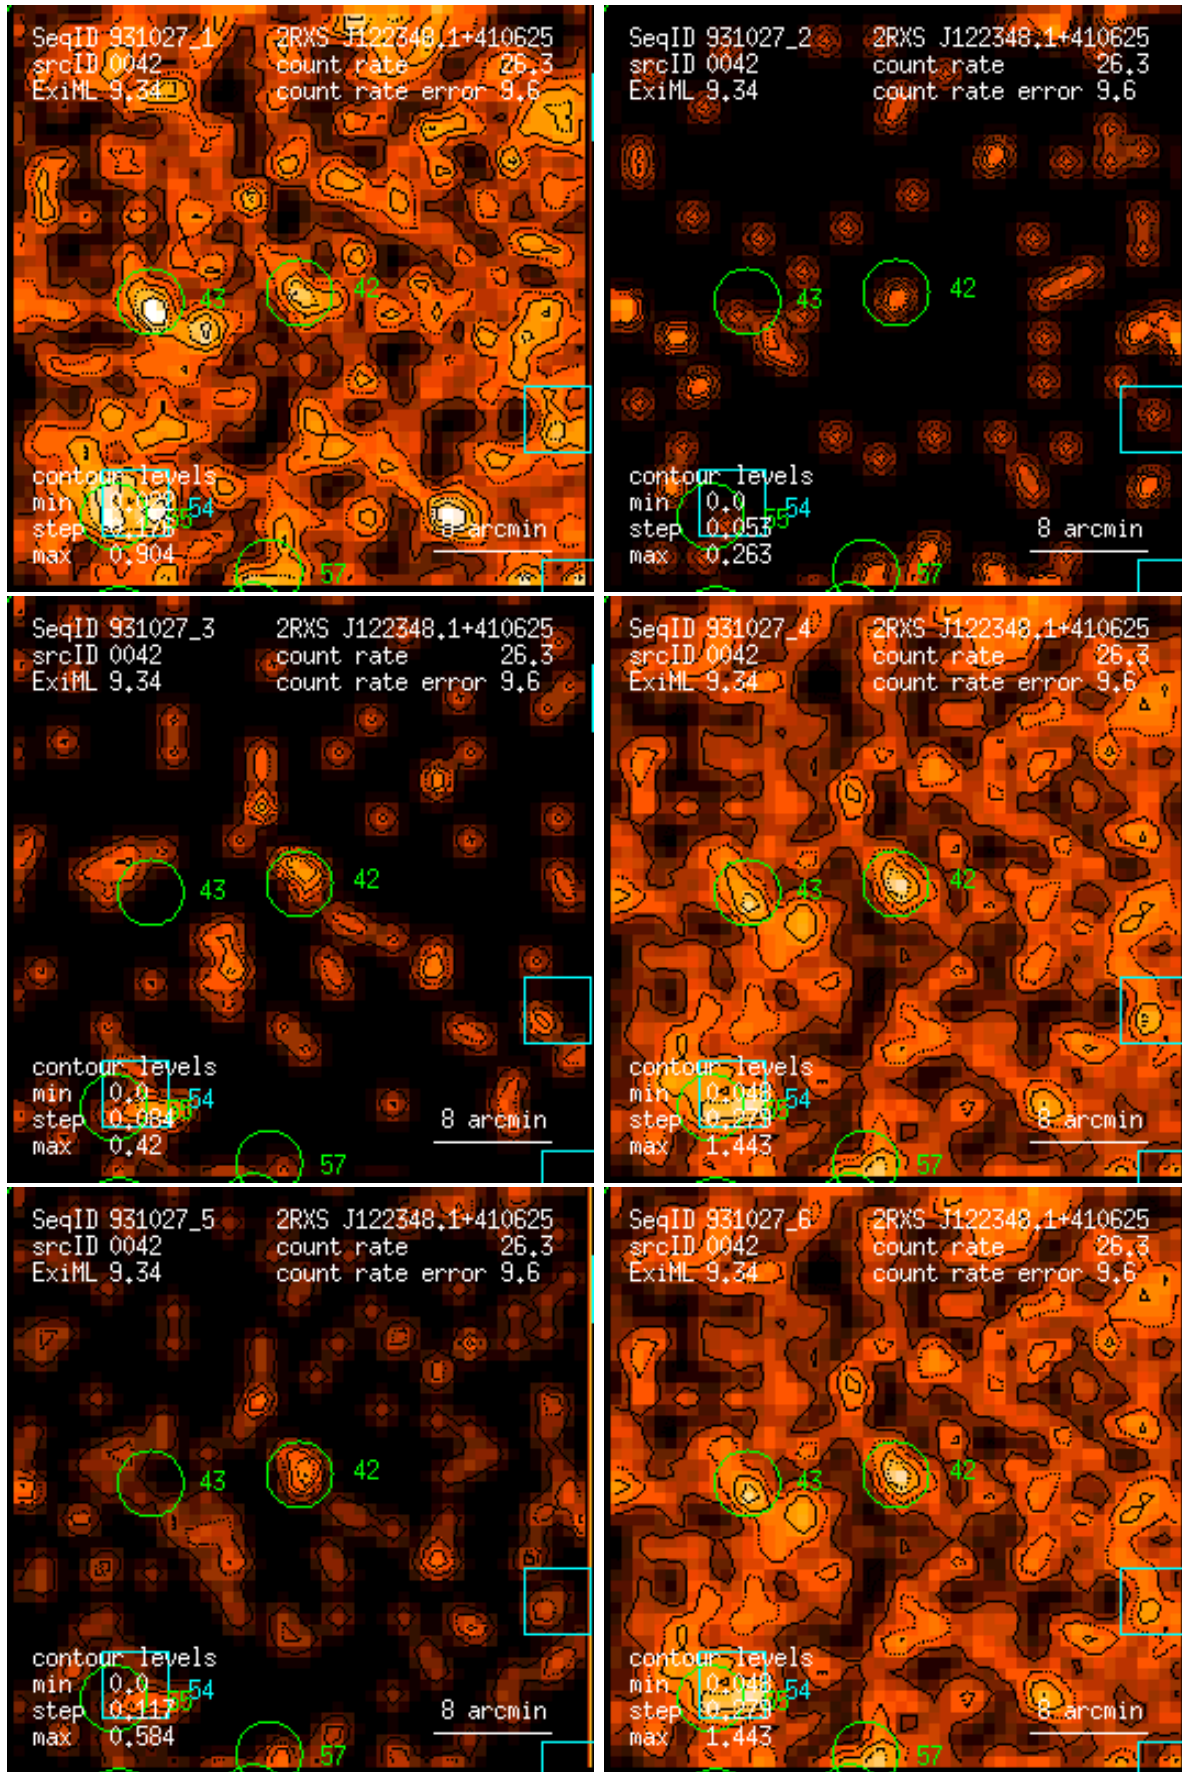 SeqID 931027_1 2RXS J122348.1+410625
srcID 0042 count rate 26.3
ExiML 9.34 count rate error 9.6
43
42
contour levels
min
54
step
8 arcmin
max 0.904
57
SeqID 931027_2 2RXS J122348.1+410625
srcID 0042 count rate 26.3
ExiML 9.34 count rate error 9.6
43
42
contour levels
min 0.0
54
step 0.053
8 arcmin
max 0.263
57
SeqID 931027_3 2RXS J122348.1+410625
srcID 0042 count rate 26.3
ExiML 9.34 count rate error 9.6
43
42
contour levels
min 0.0
54
step 0.084
8 arcmin
max 0.42
57
SeqID 931027_4 2RXS J122348.1+410625
srcID 0042 count rate 26.3
ExiML 9.34 count rate error 9.6
43
42
contour levels
min 0.048
54
step 0.279
8 arcmin
max 1.443
57
SeqID 931027_5 2RXS J122348.1+410625
srcID 0042 count rate 26.3
ExiML 9.34 count rate error 9.6
43
42
contour levels
min 0.0
54
step 0.117
8 arcmin
max 0.584
57
SeqID 931027_6 2RXS J122348.1+410625
srcID 0042 count rate 26.3
ExiML 9.34 count rate error 9.6
43
42
contour levels
min 0.048
54
step 0.279
8 arcmin
max 1.443
57